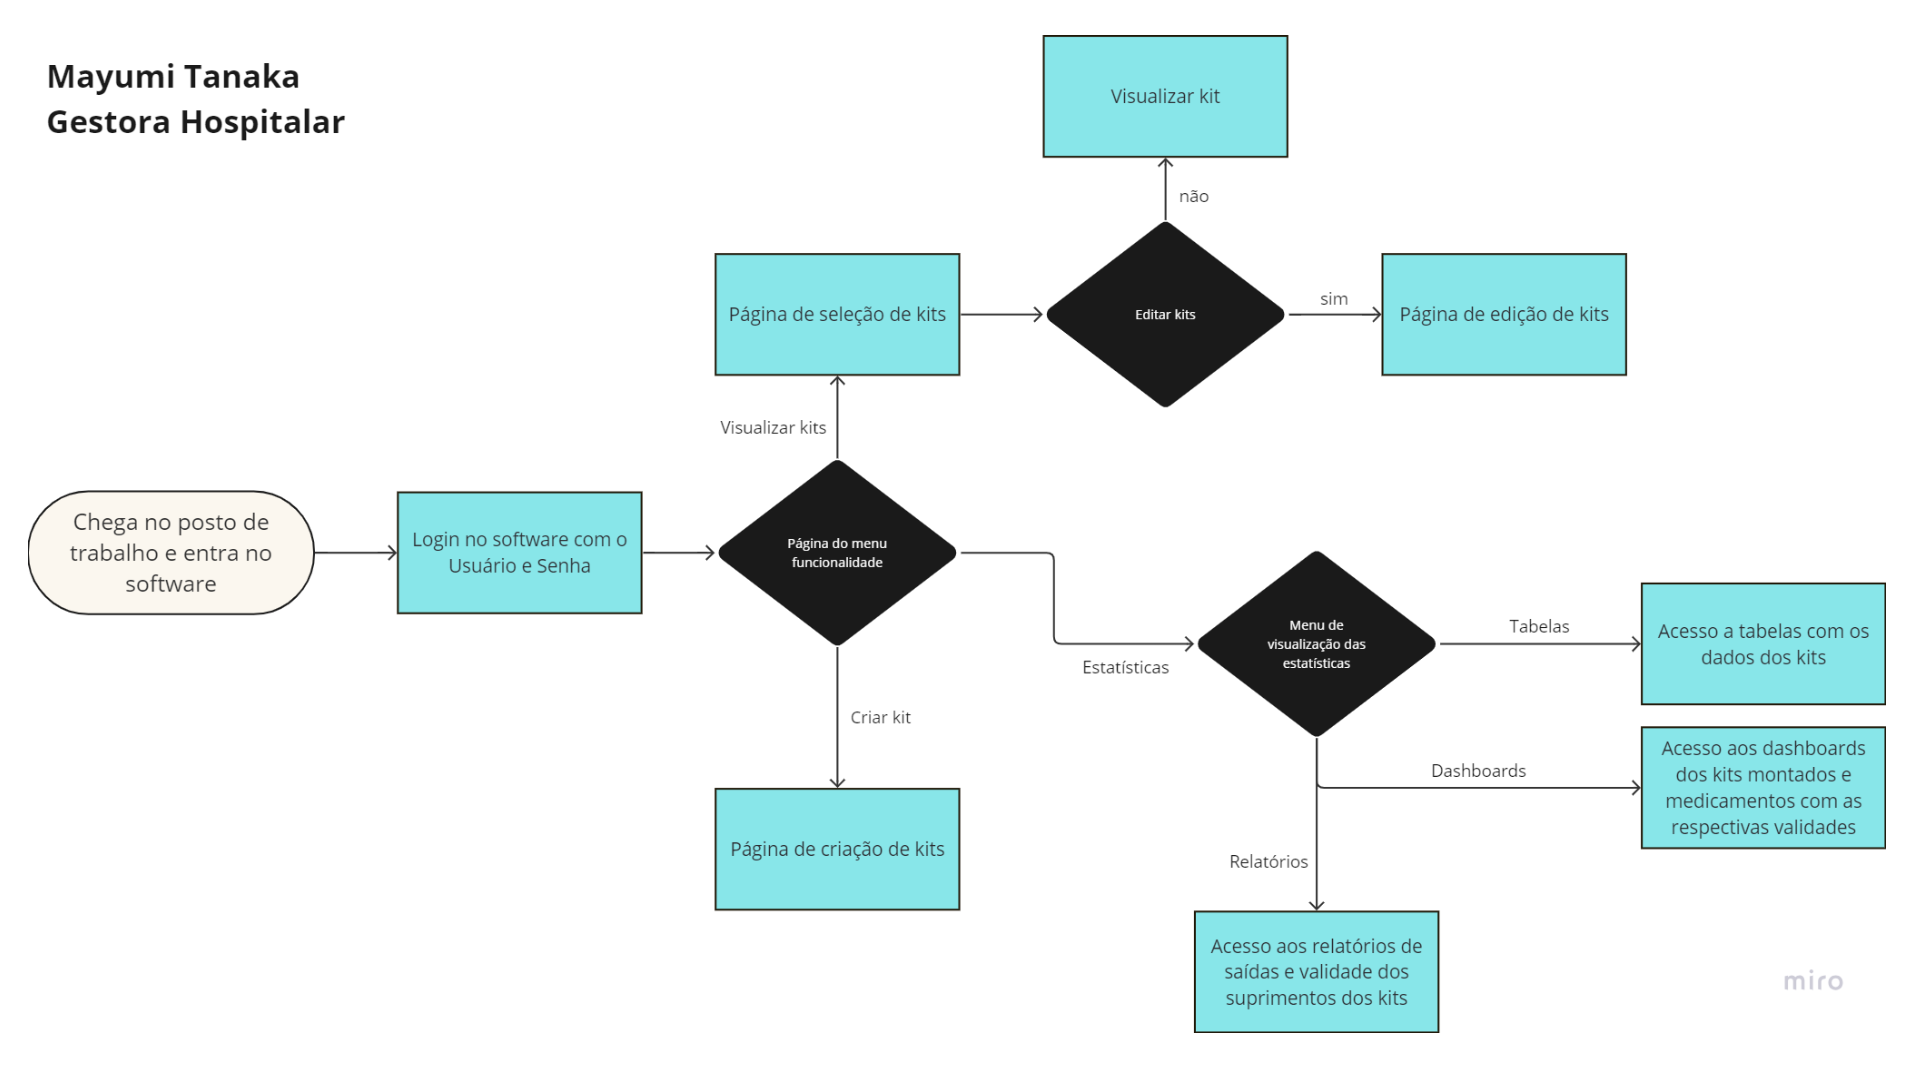 Mayumi Tanaka
Gestora Hospitalar
Visualizar kit
não
Página de seleção de kits
Editar kits
sim
Página de edição de kits
Visualizar kits
Chega no posto de
trabalho e entra no
software
Login no software com o
Usuário e Senha
Página do menu
funcionalidade
Estatísticas
Menu de
visualização das
estatísticas
Tabelas
Acesso a tabelas com os
dados dos kits
Criar kit
Dashboards
Acesso aos dashboards
dos kits montados e
medicamentos com as
respectivas validades
Página de criação de kits
Relatórios
Acesso aos relatórios de
saídas e validade dos
suprimentos dos kits
miro